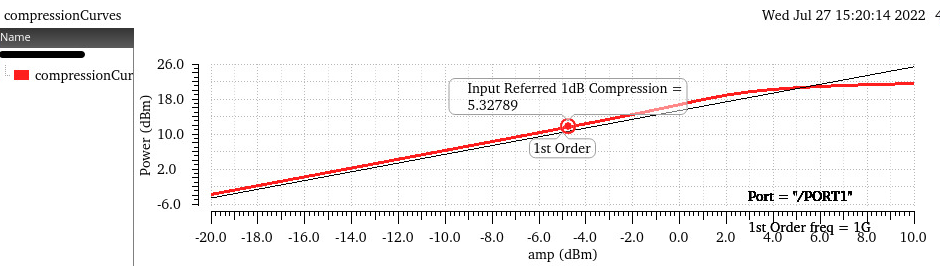 compressionCurves
Wed Jul 27 15:20:14 2022 4
Name
compressionCur
Input Referred 1dB Compression =
5.32789
1st Order
Power (dBm)
26.0
18.0
10.0
2.0
-6.0
Port = "/PORT1"
1st Order freq = 1G
-20.0 -18.0 -16.0 -14.0 -12.0 -10.0 -8.0 -6.0 -4.0 -2.0 0.0 2.0 4.0 6.0 8.0 10.0
amp (dBm)